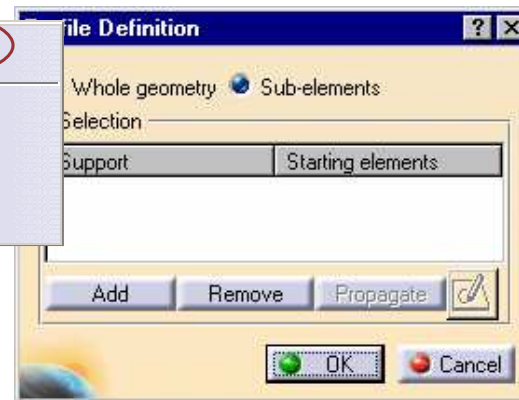 file Definition
Whole geometry Sub-elements
Selection
Support Starting elements
Add Remove Propagate
OK Cancel